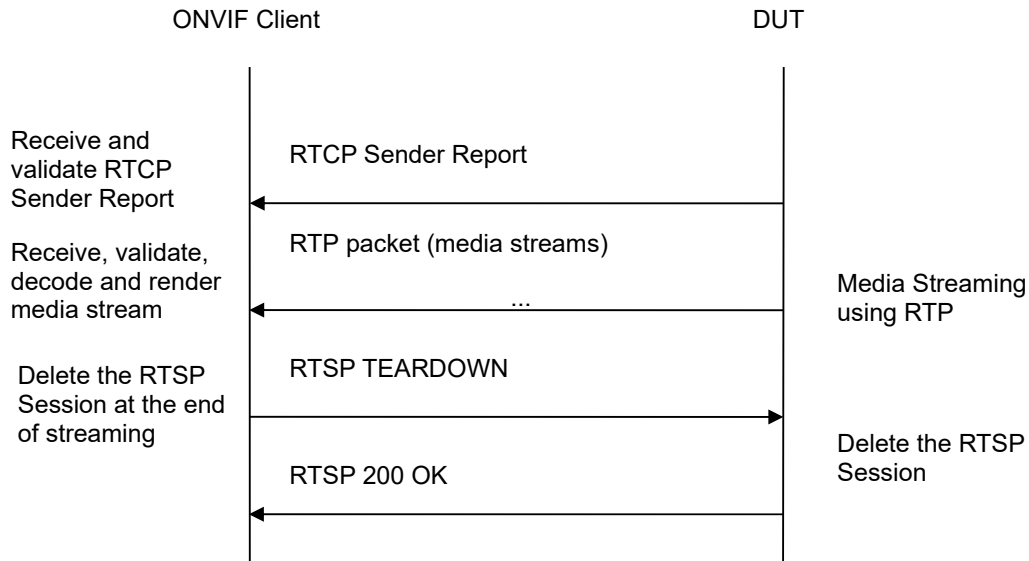 ONVIF Client
DUT
Receive and
validate RTCP
Sender Report
RTCP Sender Report
RTP packet (media streams)
Receive, validate,
decode and render
media stream
...
Media Streaming
using RTP
RTSP TEARDOWN
Delete the RTSP
Session at the end
of streaming
Delete the RTSP
Session
RTSP 200 OK